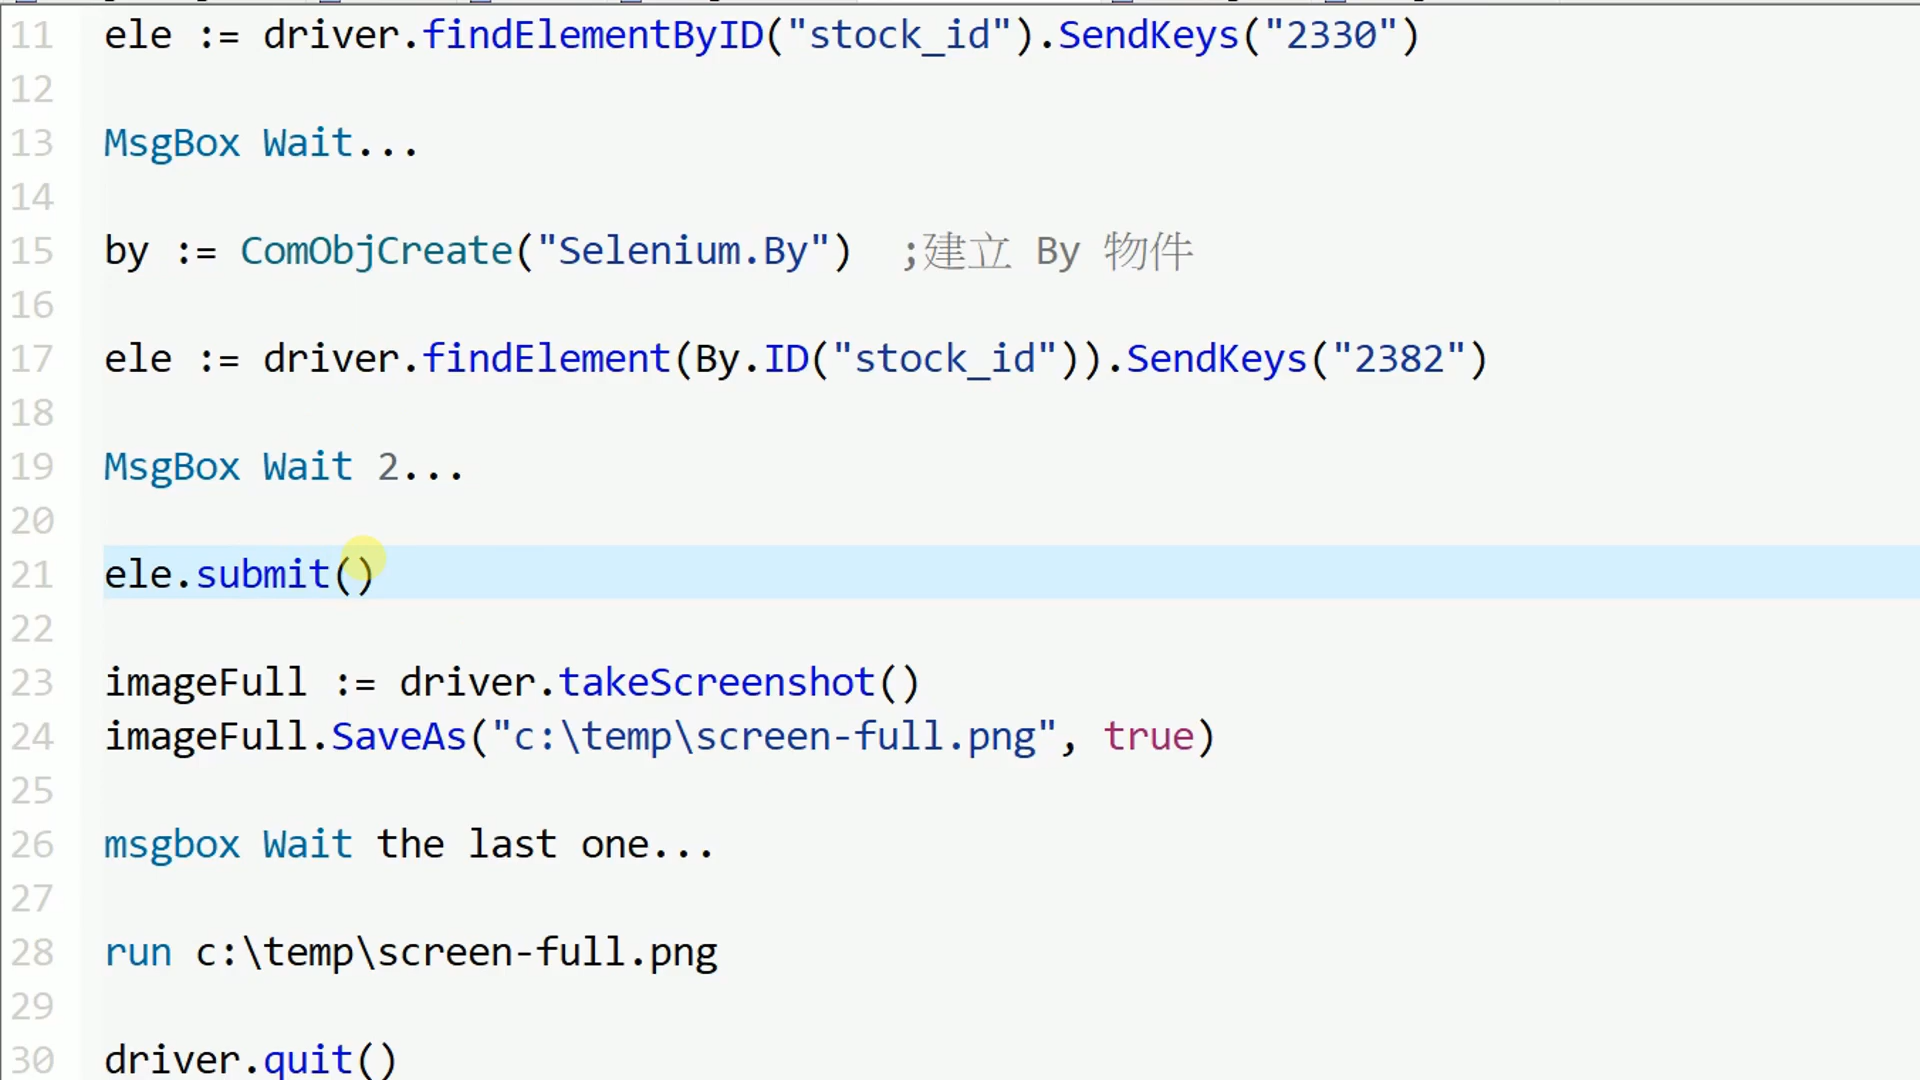 11 ele := driver.findElementByID("stock_id").SendKeys("2330")
12
13 MsgBox Wait...
14
15 by := ComObjCreate("Selenium.By")  ;建立 By 物件
16
17 ele := driver.findElement(By.ID("stock_id")).SendKeys("2382")
18
19 MsgBox Wait 2...
20
21 ele.submit()
22
23 imageFull := driver.takeScreenshot()
24 imageFull.SaveAs("c:\temp\screen-full.png", true)
25
26 msgbox Wait the last one...
27
28 run c:\temp\screen-full.png
29
30 driver.quit()